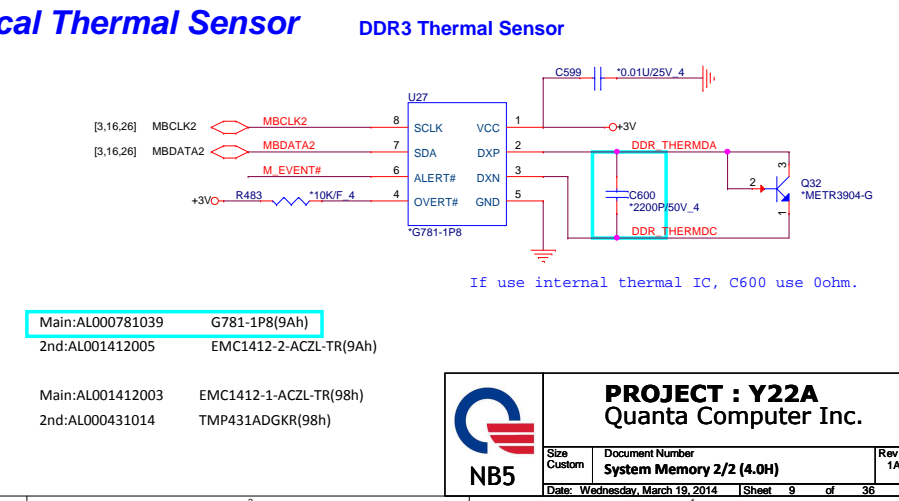 cal Thermal Sensor
DDR3 Thermal Sensor
C599 *0.01U/25V_4
U27
[3,16,26] MBCLK2 MBCLK2 8 SCLK VCC 1 +3V
[3,16,26] MBDATA2 MBDATA2 7 SDA DXP 2 DDR_THERMDA
M_EVENT# 6 ALERT# DXN 3
+3V R483 *10K/F_4 4 OVERT# GND 5
C600
*2200P/50V_4
3
2 Q32
*METR3904-G
1
DDR_THERMDC
*G781-1P8
If use internal thermal IC, C600 use 0ohm.
Main:AL000781039 G781-1P8(9Ah)
2nd:AL001412005 EMC1412-2-ACZL-TR(9Ah)
Main:AL001412003 EMC1412-1-ACZL-TR(98h)
2nd:AL000431014 TMP431ADGKR(98h)
NB5
PROJECT : Y22A
Quanta Computer Inc.
Size Document Number Rev
Custom System Memory 2/2 (4.0H) 1A
Date: Wednesday, March 19, 2014 Sheet 9 of 36